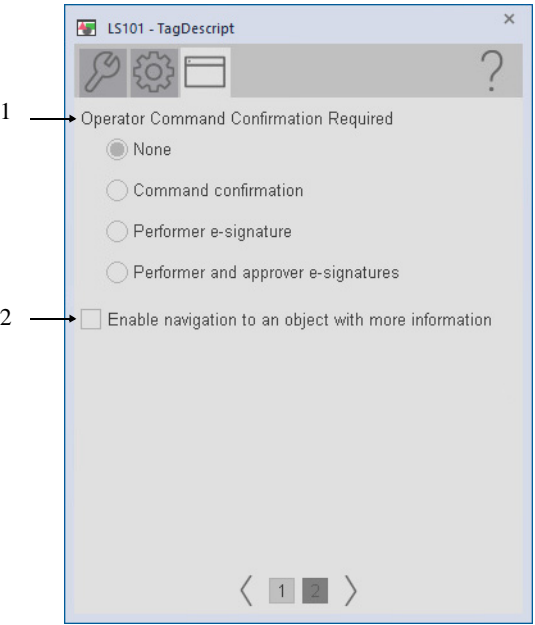 LS101 - TagDescript
1
Operator Command Confirmation Required
None
Command confirmation
Performer e-signature
Performer and approver e-signatures
2
Enable navigation to an object with more information
1 2